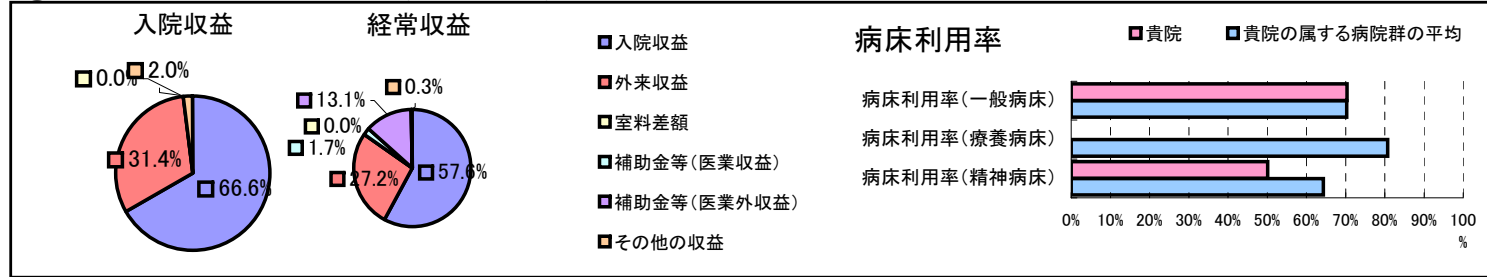 入院収益
経常収益
0.0%
2.0%
31.4%
66.6%
0.3%
13.1%
0.0%
1.7%
27.2%
57.6%
入院収益
外来収益
室料差額
補助金等(医業収益)
補助金等(医業外収益)
その他の収益
病床利用率
貴院
貴院の属する病院群の平均
病床利用率(一般病床)
病床利用率(療養病床)
病床利用率(精神病床)
0% 10% 20% 30% 40% 50% 60% 70% 80% 90% 100
%